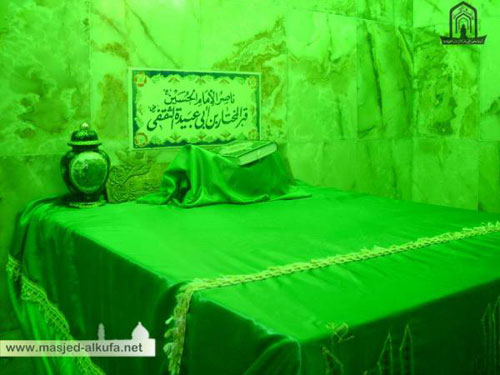 ناصر الإمام الحسين
قبر المختار بن أبي عبيدة الثقفي
www.masjed-alkufa.net